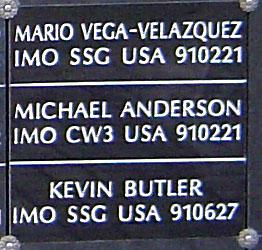 MARIO VEGA-VELAZQUEZ
IMO SSG USA 910221
MICHAEL ANDERSON
IMO CW3 USA 910221
KEVIN BUTLER
IMO SSG USA 910627